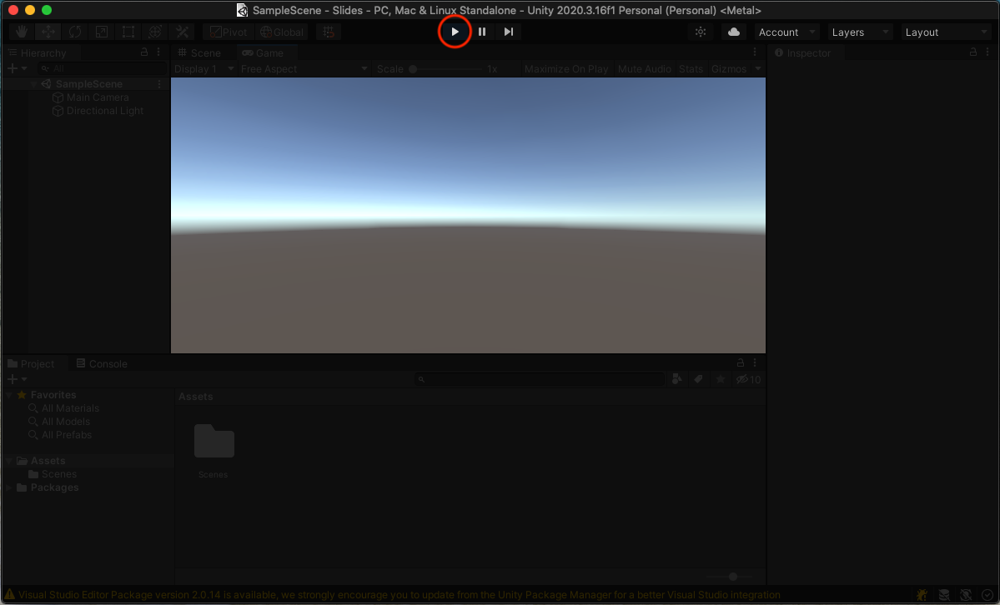 SampleScene - Slides - PC, Mac & Linux Standalone - Unity 2020.3.16f1 Personal (Personal) <Metal>
Pivot Global Account Layers Layout
Hierarchy
All
SampleScene
Main Camera
Directional Light
Scene Game
Display 1 Free Aspect Scale 1x Maximize On Play Mute Audio Stats Gizmos
Inspector
Project Console
10
Favorites
All Materials
All Models
All Prefabs
Assets
Scenes
Packages
Assets
Scenes
Visual Studio Editor Package version 2.0.14 is available, we strongly encourage you to update from the Unity Package Manager for a better Visual Studio integration